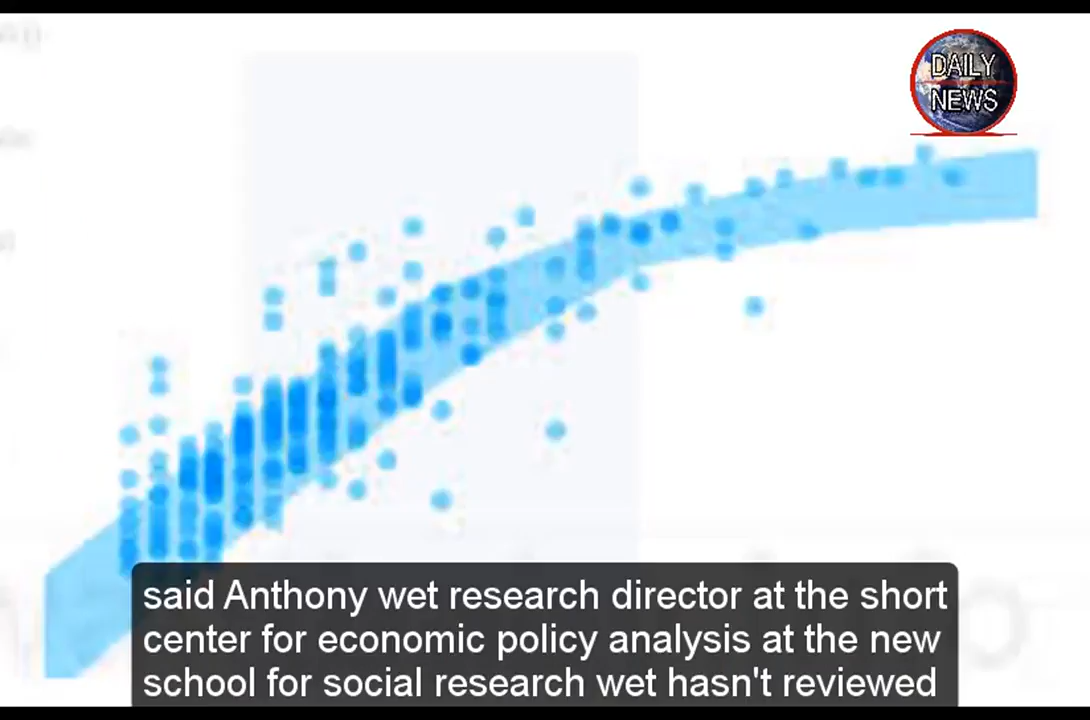 DAILY
NEWS
said Anthony wet research director at the short
center for economic policy analysis at the new
school for social research wet hasn't reviewed